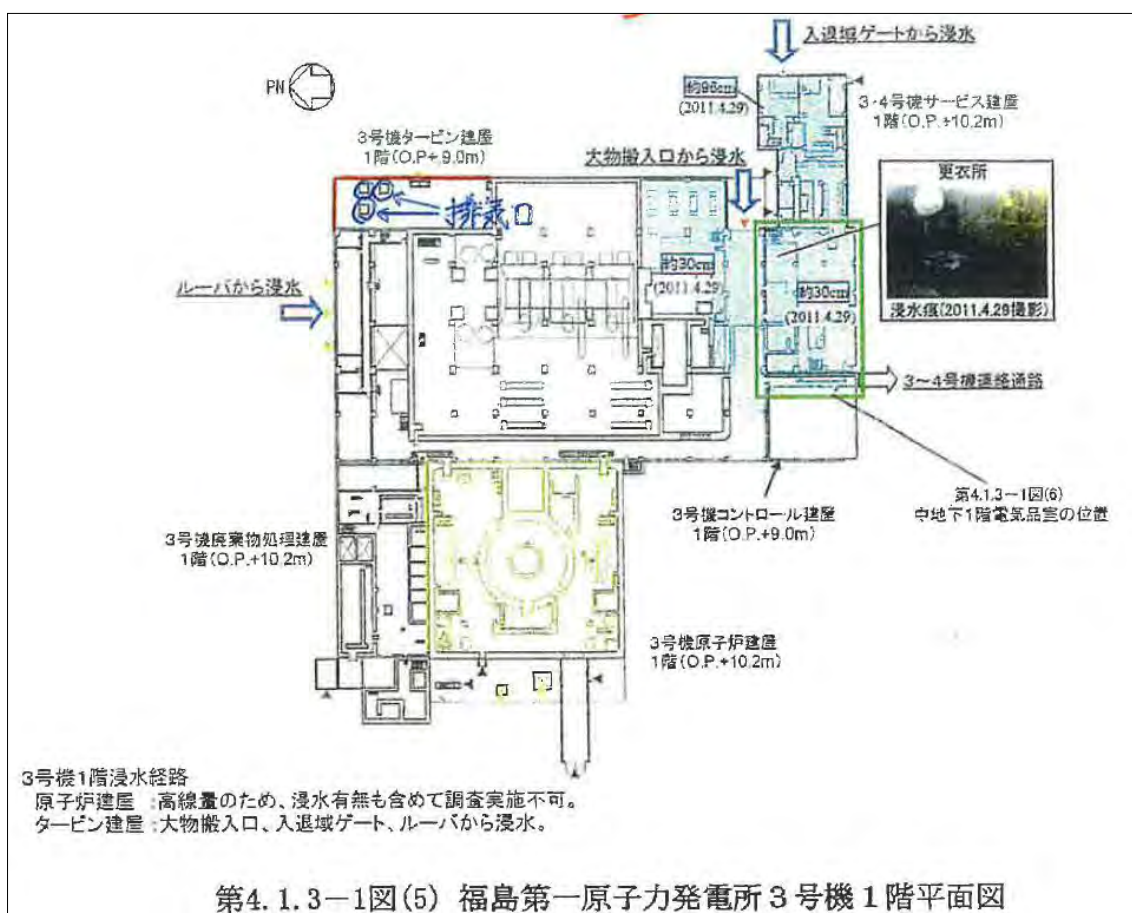 入退域ゲートから浸水
PN
約96cm
(2011.4.29)
3・4号機サービス建屋
1階(O.P.+10.2m)
3号機タービン建屋
1階(O.P+9.0m)
大物搬入口から浸水
更衣所
排気口
約30cm
(2011.4.29)
ルーバから浸水
約30cm
(2011.4.29)
浸水痕(2011.4.29撮影)
3～4号機連絡通路
第4.1.3－1図(6)
中地下1階電気品室の位置
3号機コントロール建屋
1階(O.P.+9.0m)
3号機廃棄物処理建屋
1階(O.P.+10.2m)
3号機原子炉建屋
1階(O.P.+10.2m)
3号機1階浸水経路
原子炉建屋　:高線量のため、浸水有無も含めて調査実施不可。
タービン建屋:大物搬入口、入退域ゲート、ルーバから浸水。
第4.1.3－1図(5) 福島第一原子力発電所3号機1階平面図